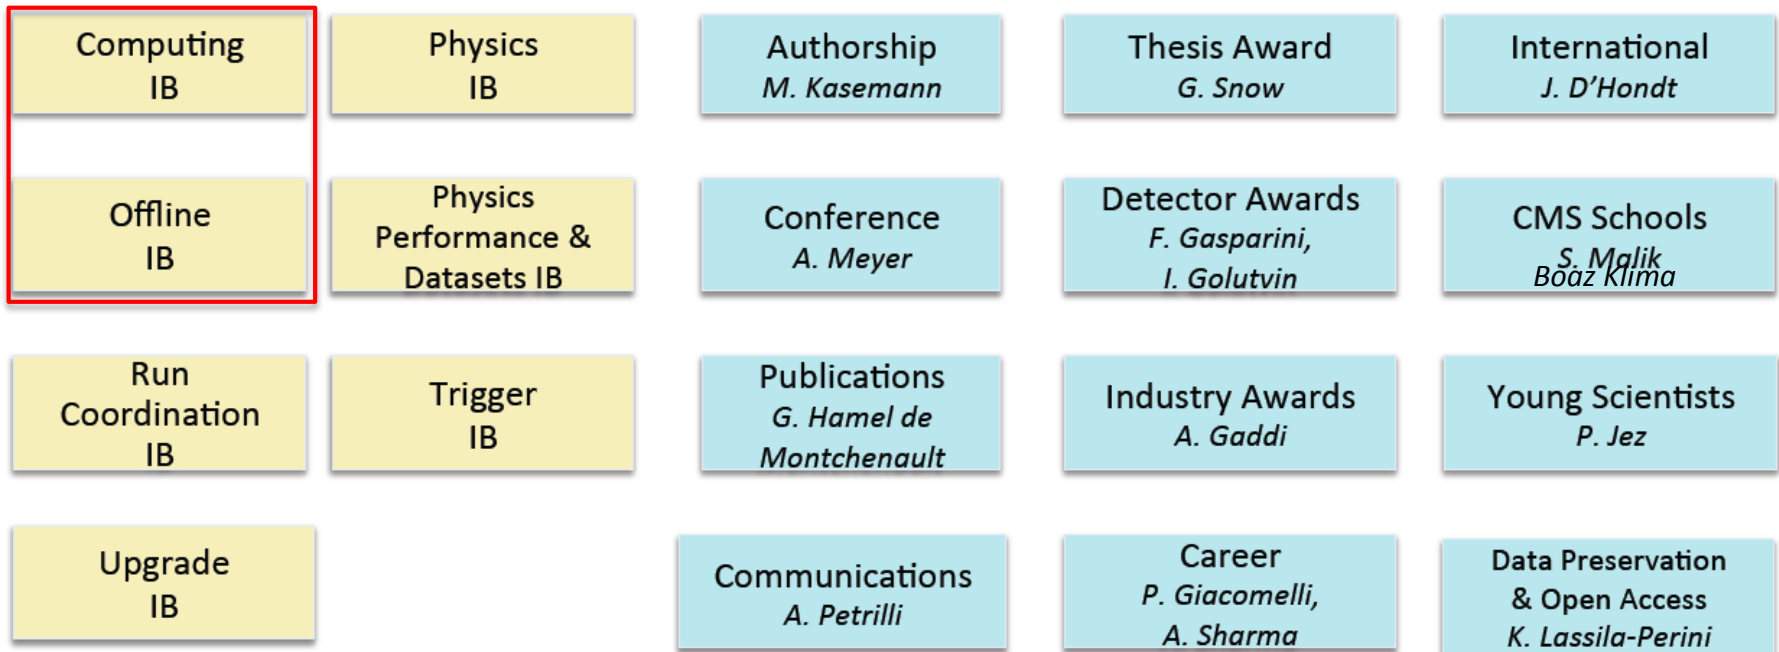 Computing
IB
Physics
IB
Authorship
M. Kasemann
Thesis Award
G. Snow
International
J. D'Hondt
Offline
IB
Physics
Performance &
Datasets IB
Conference
A. Meyer
Detector Awards
F. Gasparini,
I. Golutvin
CMS Schools
S. Malik
Boaz Klima
Run
Coordination
IB
Trigger
IB
Publications
G. Hamel de
Montchenault
Industry Awards
A. Gaddi
Young Scientists
P. Jez
Upgrade
IB
Communications
A. Petrilli
Career
P. Giacomelli,
A. Sharma
Data Preservation
& Open Access
K. Lassila-Perini